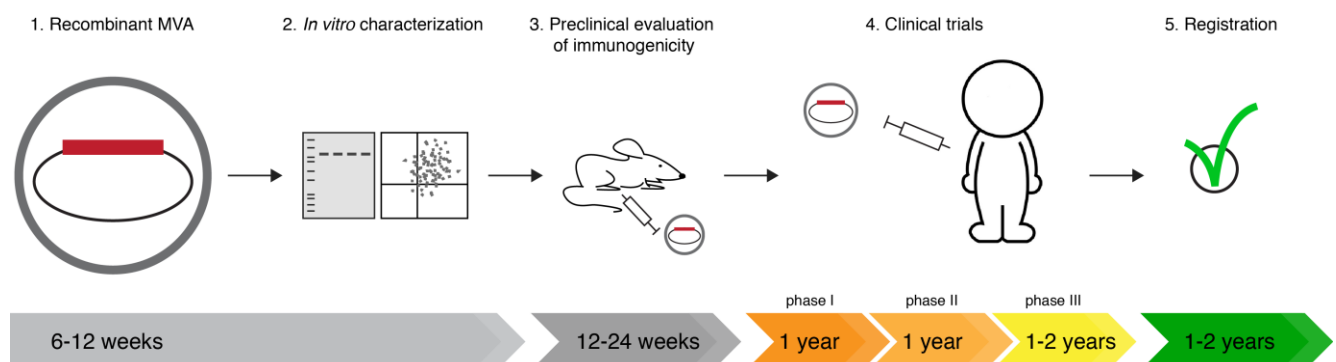 1. Recombinant MVA
2. In vitro characterization
3. Preclinical evaluation
of immunogenicity
4. Clinical trials
5. Registration
phase I
phase II
phase III
6-12 weeks
12-24 weeks
1 year
1 year
1-2 years
1-2 years